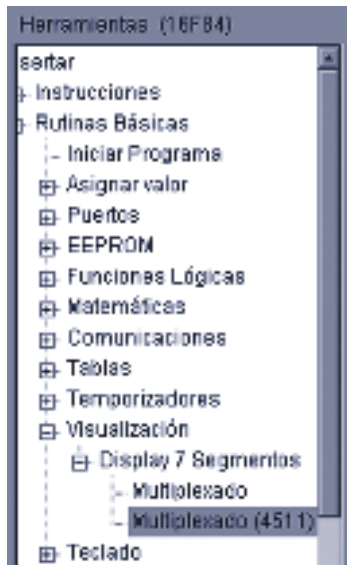 Herramientas (16F84)
sertar
Instrucciones
Rutinas Básicas
Iniciar Programa
Asignar valor
Puertos
EEPROM
Funciones Lógicas
Matemáticas
Comunicaciones
Tablas
Temporizadores
Visualización
Display 7 Segmentos
Multiplexado
Multiplexado (4511)
Teclado